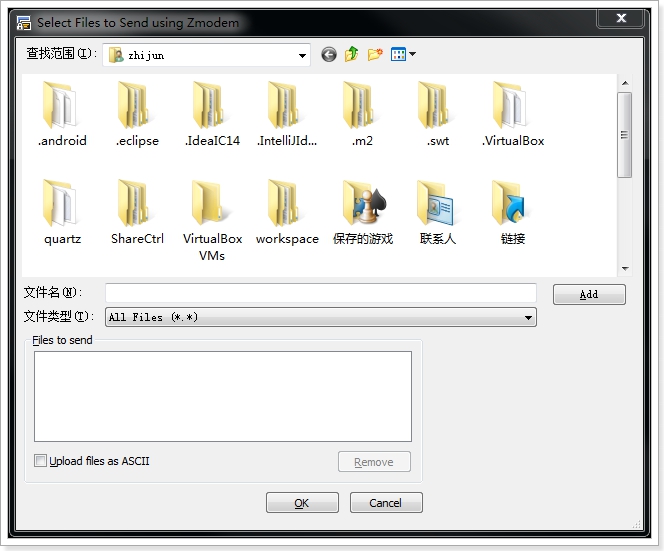 Select Files to Send using Zmodem
查找范围(I): zhijun
.android .eclipse .IdeaIC14 .IntelliJId... .m2 .swt .VirtualBox
quartz ShareCtrl VirtualBox VMs workspace 保存的游戏 联系人 链接
文件名(N): Add
文件类型(T): All Files (*.*)
Files to send
Upload files as ASCII Remove
OK Cancel